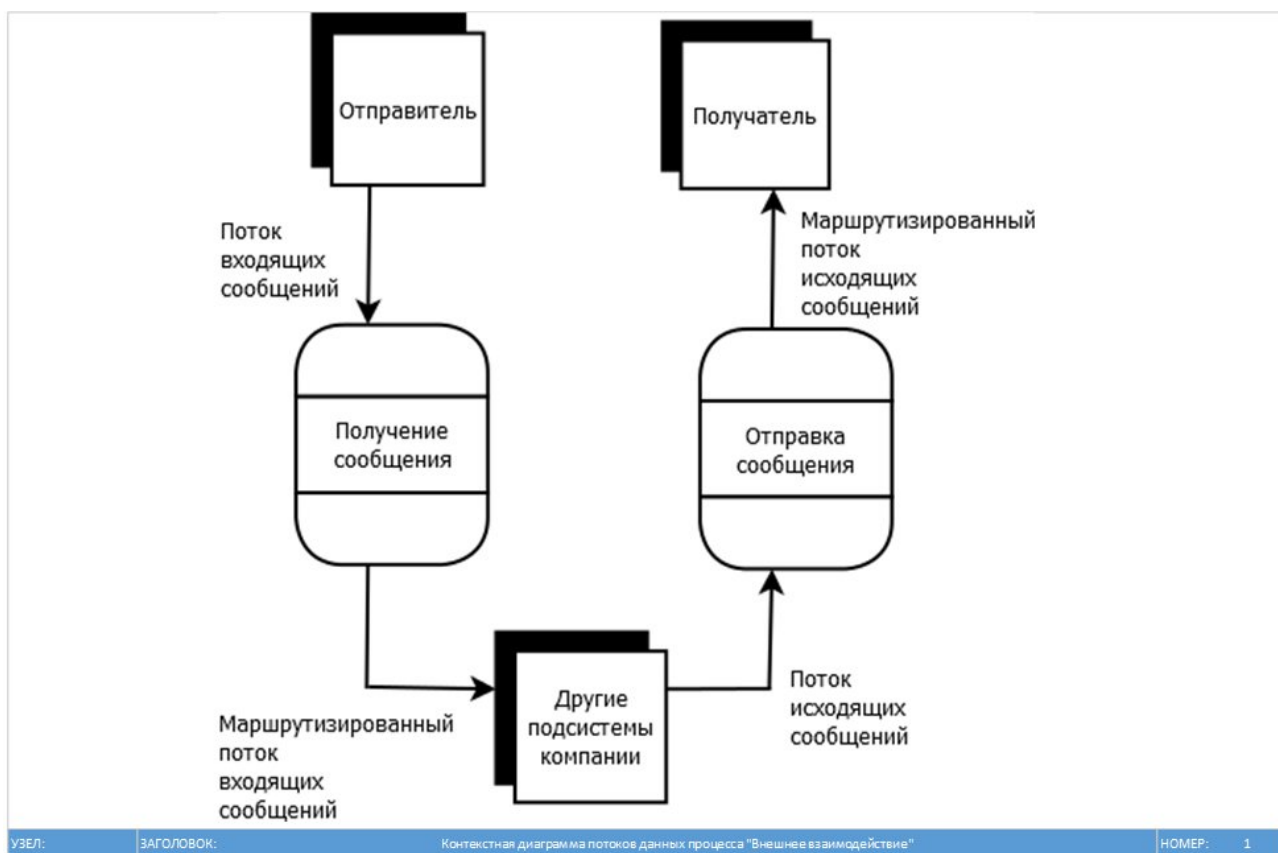 Отправитель
Получатель
Поток
входящих
сообщений
Маршрутизированный
поток
исходящих
сообщений
Получение
сообщения
Отправка
сообщения
Другие
подсистемы
компании
Маршрутизированный
поток
входящих
сообщений
Поток
исходящих
сообщений
УЗЕЛ: ЗАГОЛОВОК: Контекстная диаграмма потоков данных процесса "Внешнее взаимодействие" НОМЕР: 1